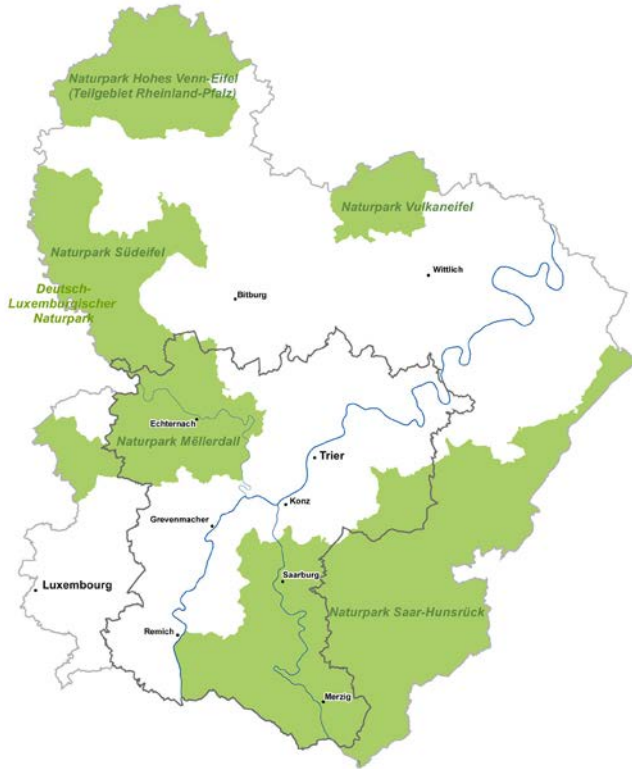 Naturpark Hohes Venn-Eifel
(Teilgebiet Rheinland-Pfalz)
Naturpark Vulkaneifel
Naturpark Südeifel
Wittlich
Deutsch-
Luxemburgischer
Naturpark
Bitburg
Echternach
Naturpark Mëllerdall
Trier
Konz
Grevenmacher
Luxembourg
Saarburg
Naturpark Saar-Hunsrück
Remich
Merzig